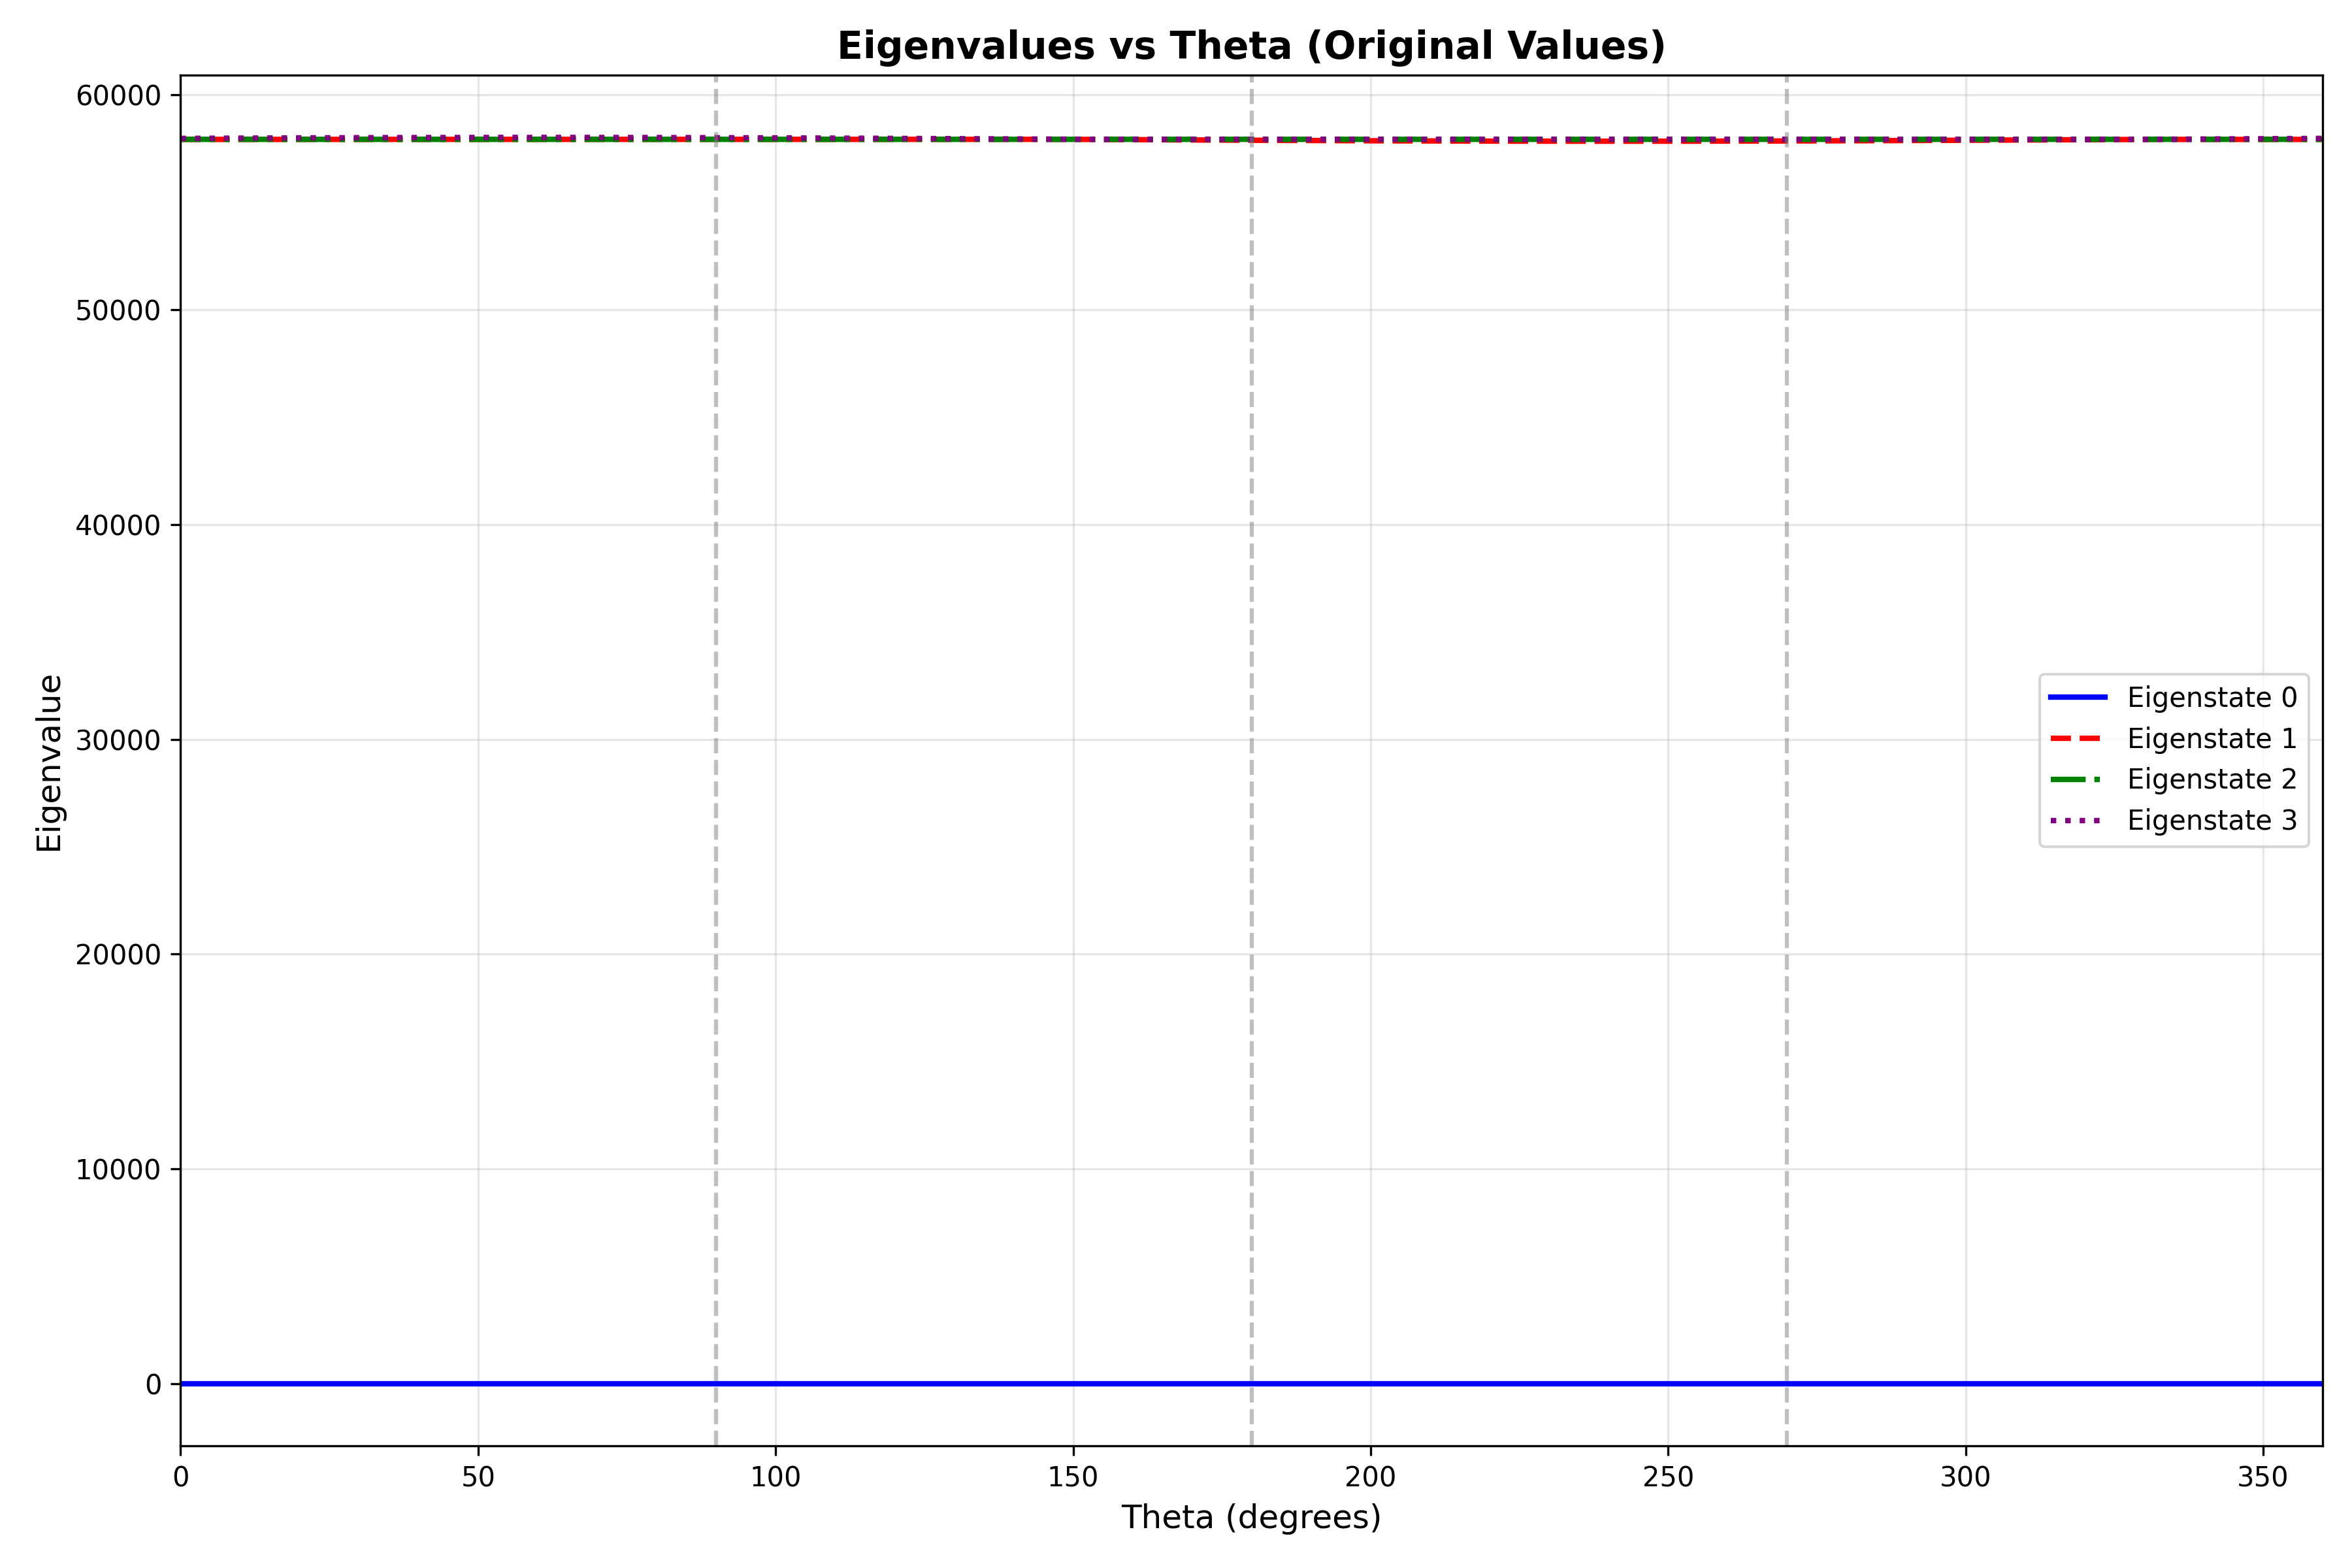 Eigenvalues vs Theta (Original Values)
60000
50000
40000
30000
20000
10000
0
Eigenvalue
Eigenstate 0
Eigenstate 1
Eigenstate 2
Eigenstate 3
0 50 100 150 200 250 300 350
Theta (degrees)